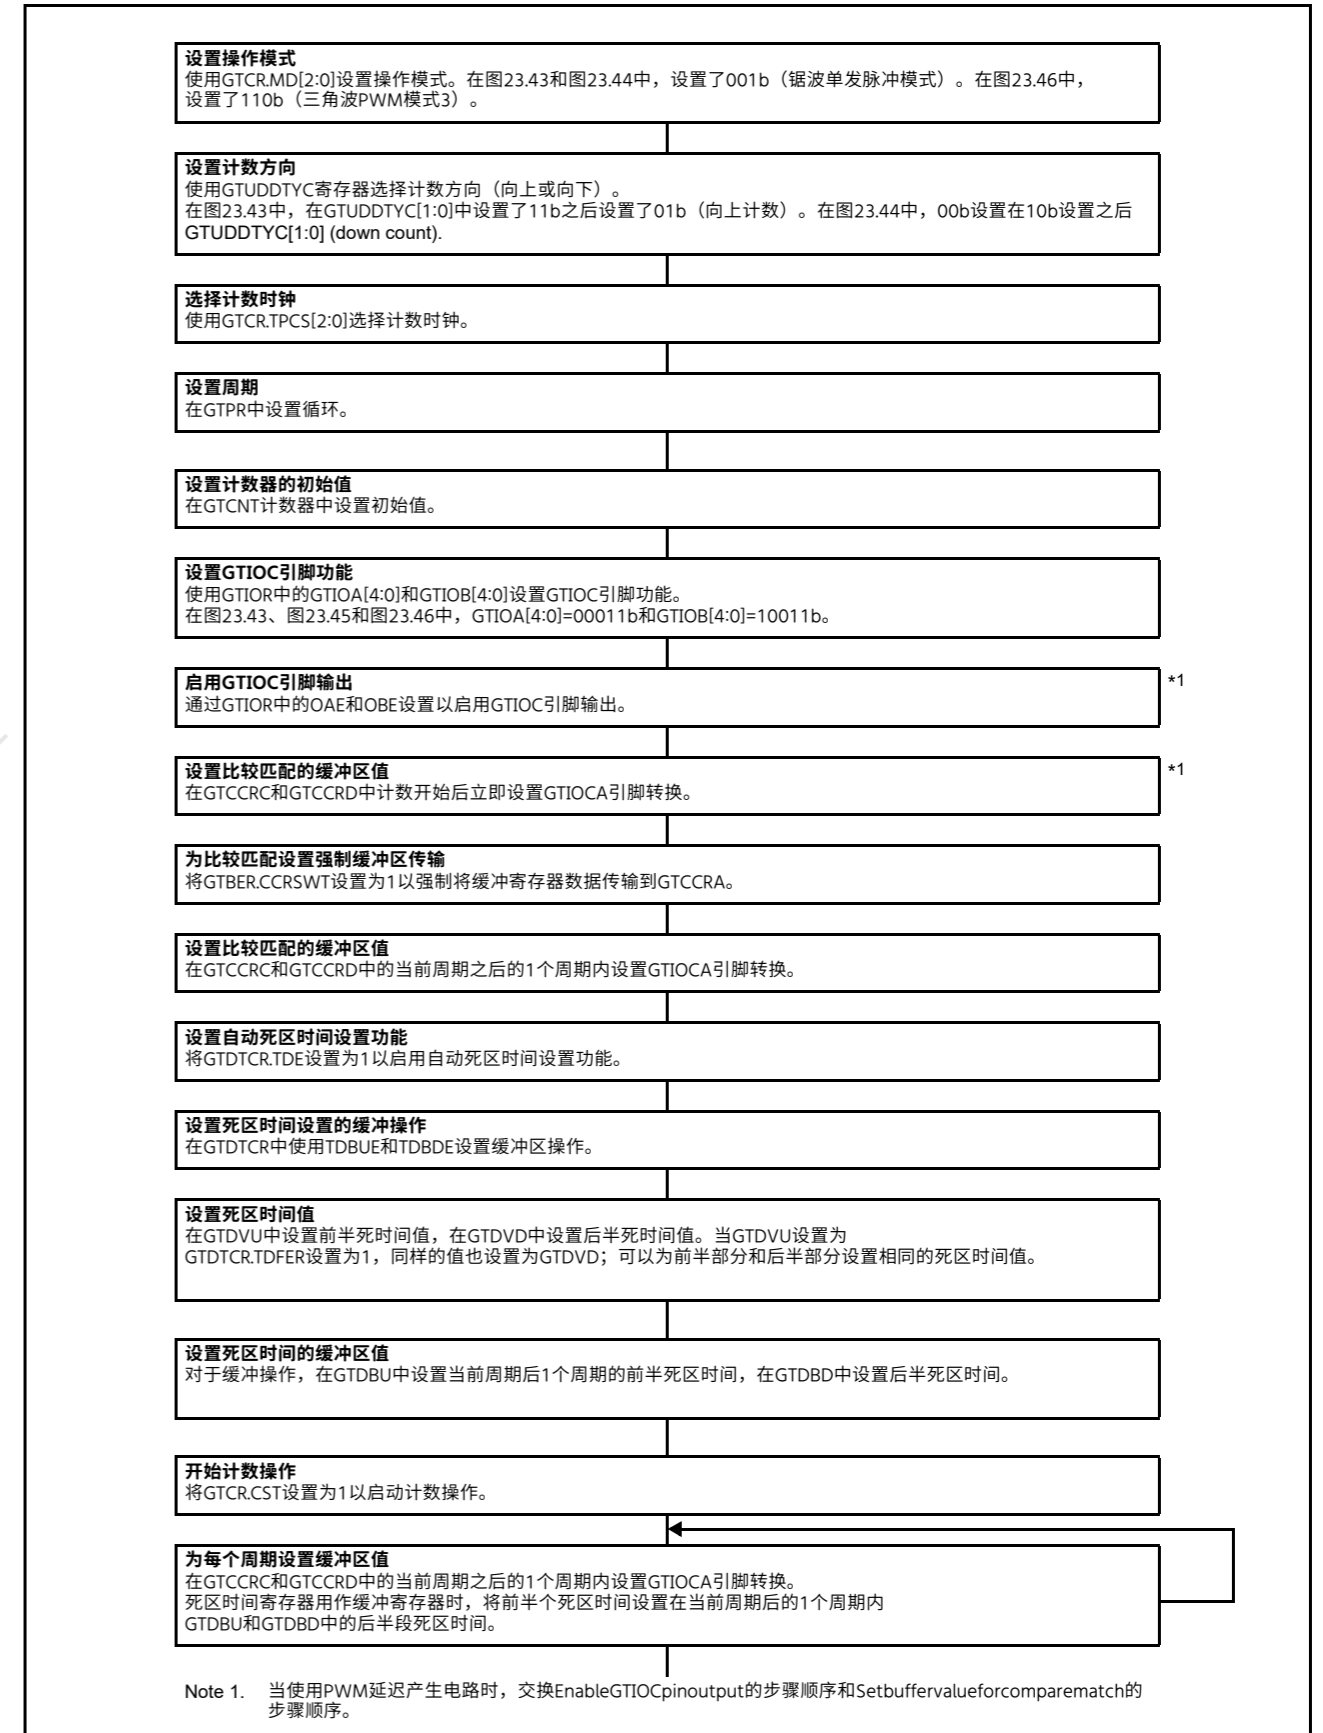 设置操作模式
使用GTCR.MD[2:0]设置操作模式。在图23.43和图23.44中，设置了001b（锯波单发脉冲模式）。在图23.46中，
设置了110b（三角波PWM模式3）。
设置计数方向
使用GTUDDTYC寄存器选择计数方向（向上或向下）。
在图23.43中，在GTUDDTYC[1:0]中设置了11b之后设置了01b（向上计数）。在图23.44中，00b设置在10b设置之后
GTUDDTYC[1:0] (down count).
选择计数时钟
使用GTCR.TPCS[2:0]选择计数时钟。
设置周期
在GTPR中设置循环。
设置计数器的初始值
在GTCNT计数器中设置初始值。
设置GTIOC引脚功能
使用GTIOR中的GTIOA[4:0]和GTIOB[4:0]设置GTIOC引脚功能。
在图23.43、图23.45和图23.46中，GTIOA[4:0]=00011b和GTIOB[4:0]=10011b。
启用GTIOC引脚输出 *1
通过GTIOR中的OAE和OBE设置以启用GTIOC引脚输出。
设置比较匹配的缓冲区值 *1
在GTCCRC和GTCCRD中计数开始后立即设置GTIOCA引脚转换。
为比较匹配设置强制缓冲区传输
将GTBER.CCRSWT设置为1以强制将缓冲寄存器数据传输到GTCCRA。
设置比较匹配的缓冲区值
在GTCCRC和GTCCRD中的当前周期之后的1个周期内设置GTIOCA引脚转换。
设置自动死区时间设置功能
将GTDTCR.TDE设置为1以启用自动死区时间设置功能。
设置死区时间设置的缓冲操作
在GTDTCR中使用TDBUE和TDBDE设置缓冲区操作。
设置死区时间值
在GTDVU中设置前半死时间值，在GTDVD中设置后半死时间值。当GTDVU设置为
GTDTCR.TDFER设置为1，同样的值也设置为GTDVD；可以为前半部分和后半部分设置相同的死区时间值。
设置死区时间的缓冲区值
对于缓冲操作，在GTDBU中设置当前周期后1个周期的前半死区时间，在GTDBD中设置后半死区时间。
开始计数操作
将GTCR.CST设置为1以启动计数操作。
为每个周期设置缓冲区值
在GTCCRC和GTCCRD中的当前周期之后的1个周期内设置GTIOCA引脚转换。
死区时间寄存器用作缓冲寄存器时，将前半个死区时间设置在当前周期后的1个周期内
GTDBU和GTDBD中的后半段死区时间。
Note 1. 当使用PWM延迟产生电路时，交换EnableGTIOCpinoutput的步骤顺序和Setbuffervalueforcomparematch的
步骤顺序。